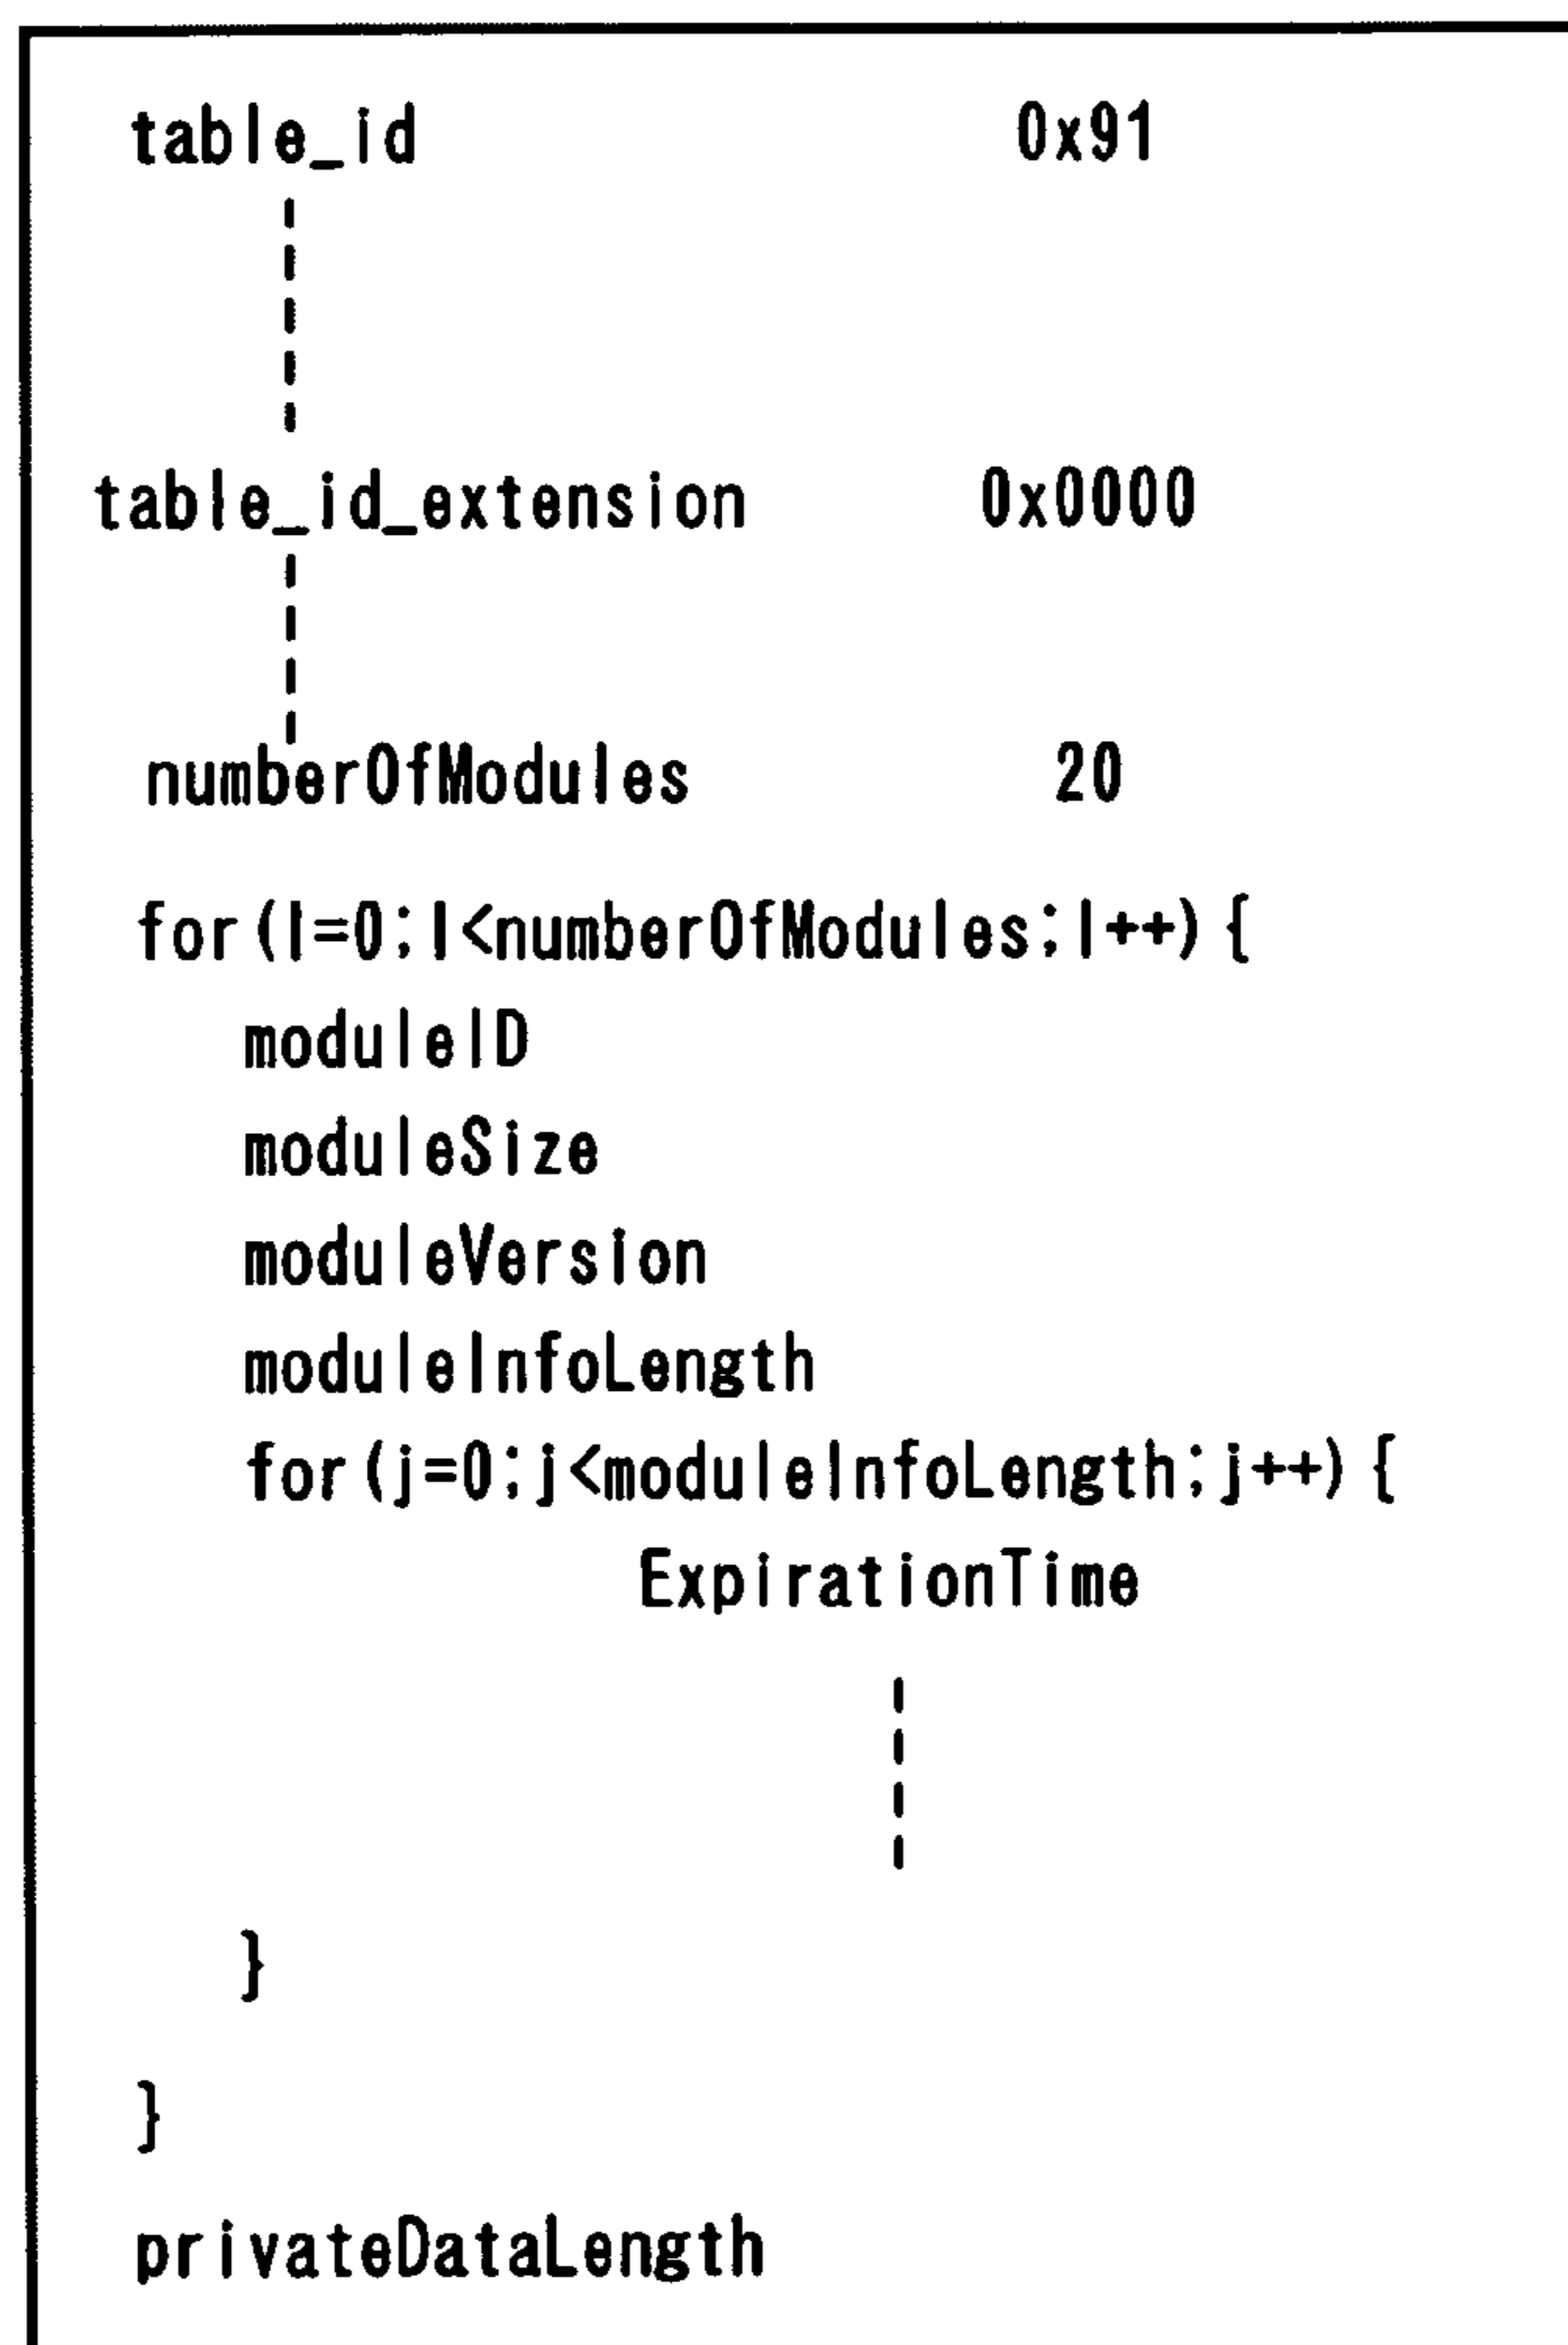 table_id 0x91
table_id_extension 0x0000
numberOfModules 20
for(I=0;I<numberOfModules;I++){
moduleID
moduleSize
moduleVersion
moduleInfoLength
for(j=0;j<moduleInfoLength;j++){
ExpirationTime
}
}
privateDataLength